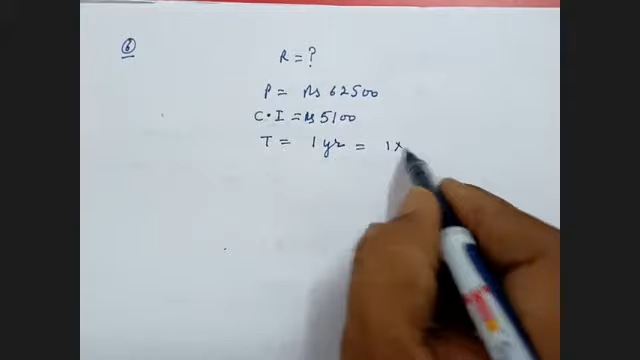 6
R = ?
P = Rs 62500
C.I = Rs 5100
T = 1 yr = 1 x